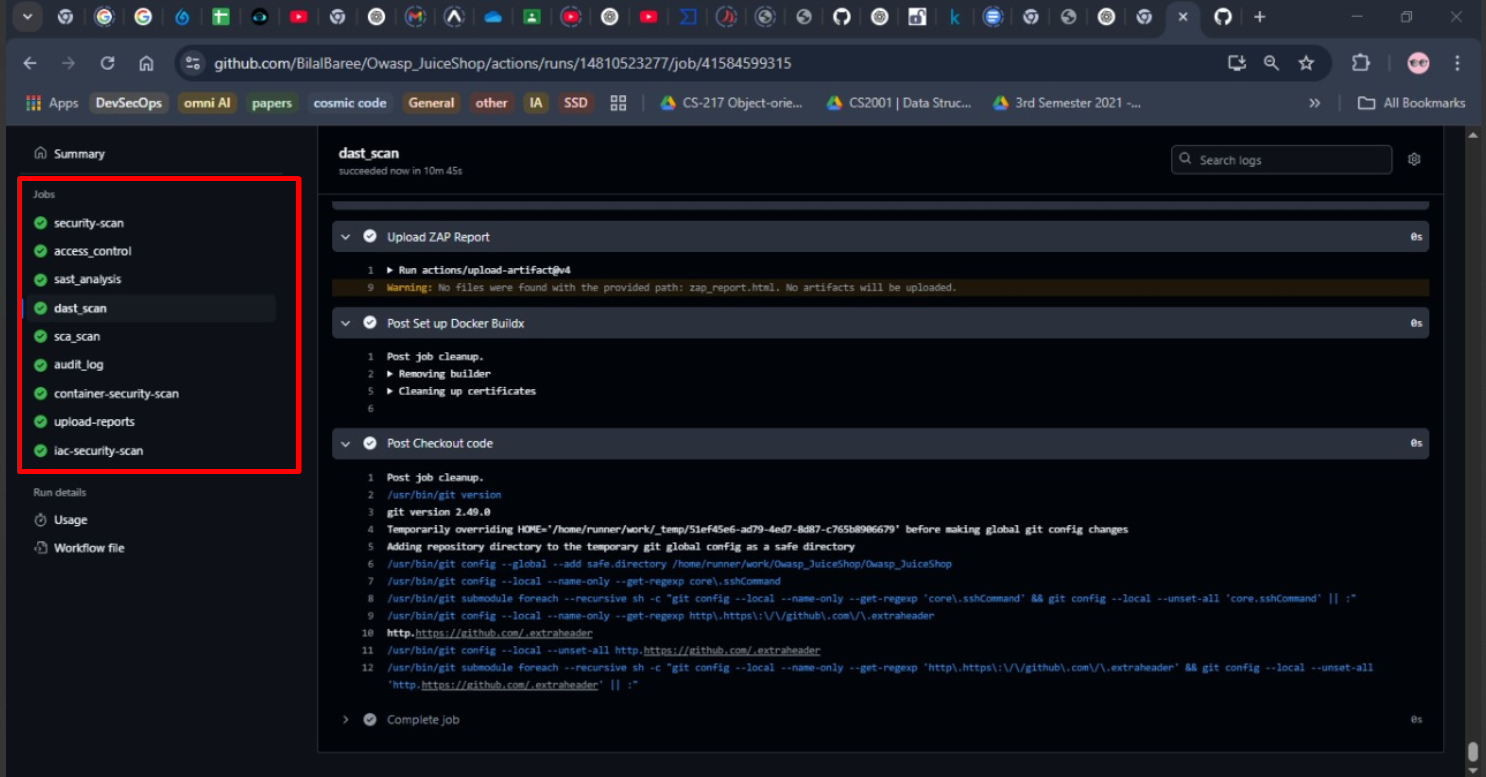 github.com/BilalBaree/Owasp_JuiceShop/actions/runs/14810523277/job/41584599315
Apps DevSecOps omni AI papers cosmic code General other IA SSD CS-217 Object-orie... CS2001 | Data Struc... 3rd Semester 2021 -... » All Bookmarks
Summary
Jobs
security-scan
access_control
sast_analysis
dast_scan
sca_scan
audit_log
container-security-scan
upload-reports
iac-security-scan
Run details
Usage
Workflow file
dast_scan
succeeded now in 10m 45s
Search logs
Upload ZAP Report 0s
1 Run actions/upload-artifact@v4
9 Warning: No files were found with the provided path: zap_report.html. No artifacts will be uploaded.
Post Set up Docker Buildx 0s
1 Post job cleanup.
2 Removing builder
5 Cleaning up certificates
6
Post Checkout code 0s
1 Post job cleanup.
2 /usr/bin/git version
3 git version 2.49.0
4 Temporarily overriding HOME='/home/runner/work/_temp/51ef45e6-ad79-4ed7-8d87-c765b8906679' before making global git config changes
5 Adding repository directory to the temporary git global config as a safe directory
6 /usr/bin/git config --global --add safe.directory /home/runner/work/Owasp_JuiceShop/Owasp_JuiceShop
7 /usr/bin/git config --local --name-only --get-regexp core\.sshCommand
8 /usr/bin/git submodule foreach --recursive sh -c "git config --local --name-only --get-regexp 'core\.sshCommand' && git config --local --unset-all 'core.sshCommand' || :"
9 /usr/bin/git config --local --name-only --get-regexp http\.https\:\/\/github\.com\/\.extraheader
10 http.https://github.com/.extraheader
11 /usr/bin/git config --local --unset-all http.https://github.com/.extraheader
12 /usr/bin/git submodule foreach --recursive sh -c "git config --local --name-only --get-regexp 'http\.https\:\/\/github\.com\/\.extraheader' && git config --local --unset-all
'http.https://github.com/.extraheader' || :"
Complete job 0s